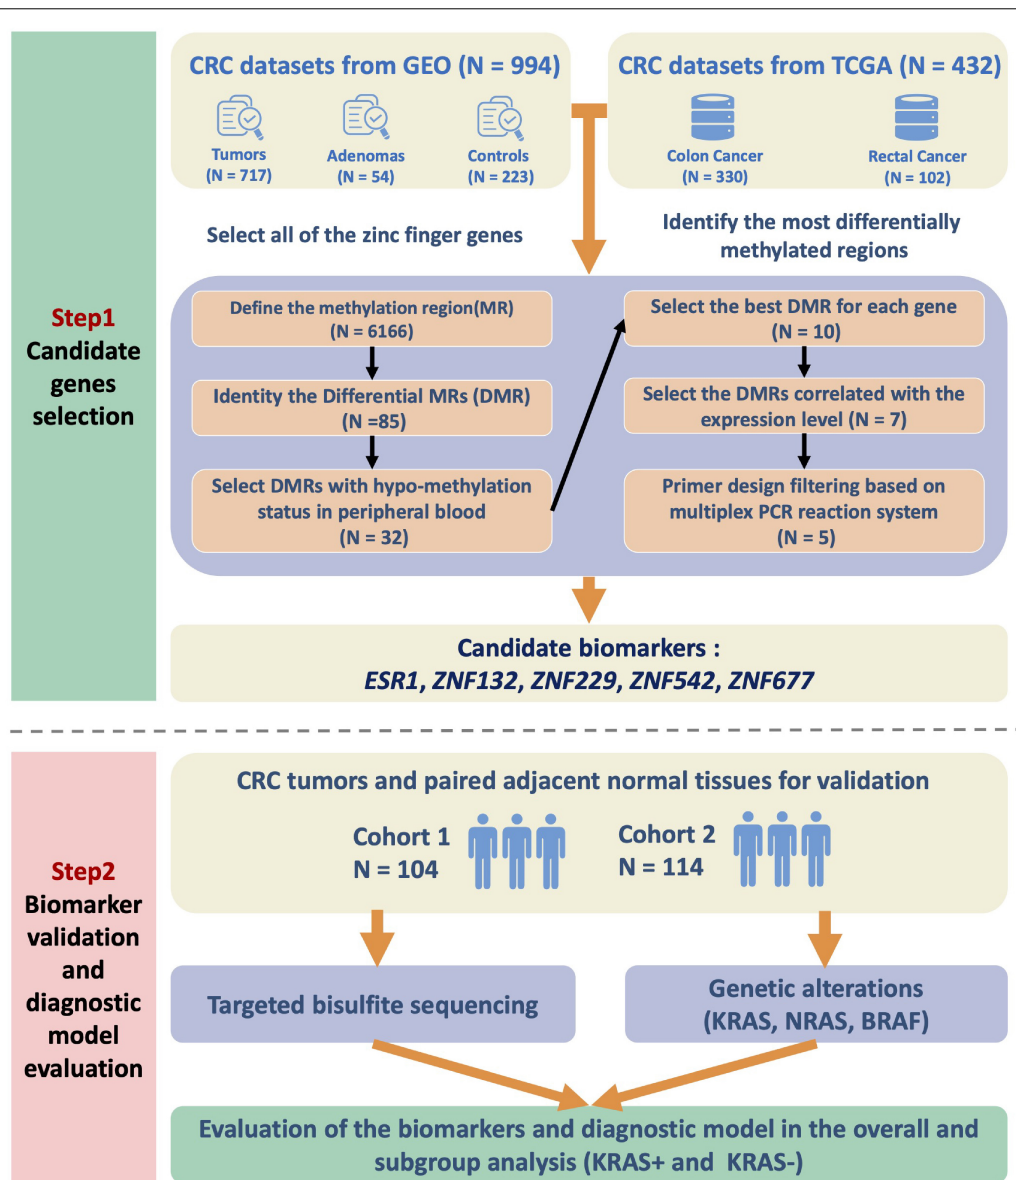 Step1
Candidate
genes
selection
CRC datasets from GEO (N = 994)
Tumors
(N = 717)
Adenomas
(N = 54)
Controls
(N = 223)
CRC datasets from TCGA (N = 432)
Colon Cancer
(N = 330)
Rectal Cancer
(N = 102)
Select all of the zinc finger genes
Identify the most differentially
methylated regions
Define the methylation region(MR)
(N = 6166)
Identity the Differential MRs (DMR)
(N =85)
Select DMRs with hypo-methylation
status in peripheral blood
(N = 32)
Select the best DMR for each gene
(N = 10)
Select the DMRs correlated with the
expression level (N = 7)
Primer design filtering based on
multiplex PCR reaction system
(N = 5)
Candidate biomarkers :
ESR1, ZNF132, ZNF229, ZNF542, ZNF677
Step2
Biomarker
validation
and
diagnostic
model
evaluation
CRC tumors and paired adjacent normal tissues for validation
Cohort 1
N = 104
Cohort 2
N = 114
Targeted bisulfite sequencing
Genetic alterations
(KRAS, NRAS, BRAF)
Evaluation of the biomarkers and diagnostic model in the overall and
subgroup analysis (KRAS+ and  KRAS-)